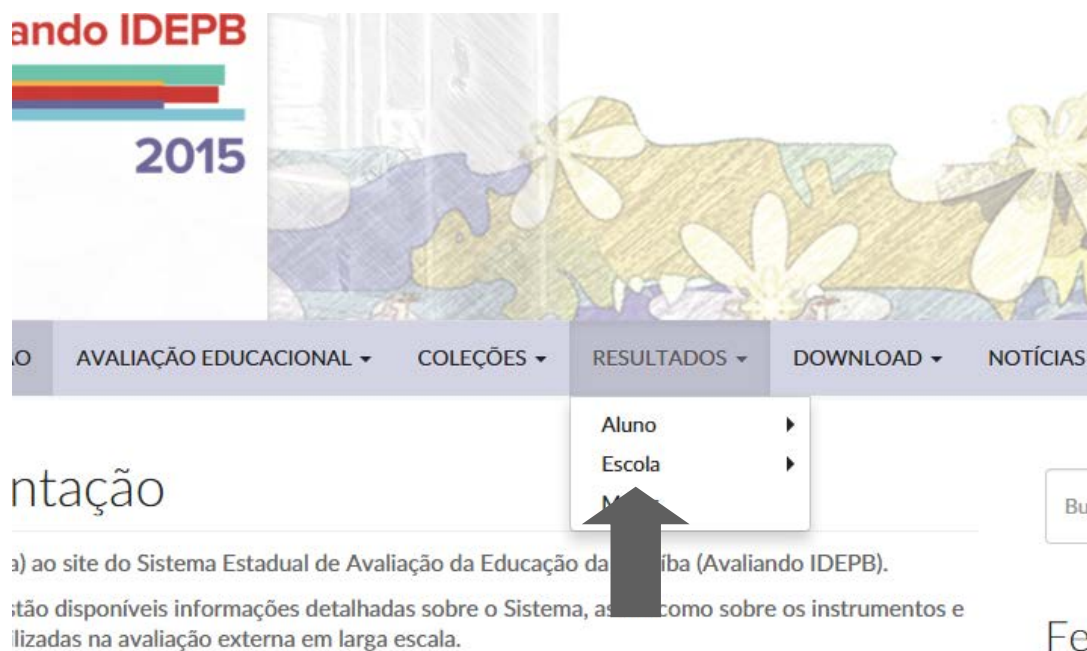 ando IDEPB
2015
ÃO AVALIAÇÃO EDUCACIONAL COLEÇÕES RESULTADOS DOWNLOAD NOTÍCIAS
Aluno
Escola
ntação
Bu
a) ao site do Sistema Estadual de Avaliação da Educação da íba (Avaliando IDEPB).
stão disponíveis informações detalhadas sobre o Sistema, as como sobre os instrumentos e
ilizadas na avaliação externa em larga escala.
Fe